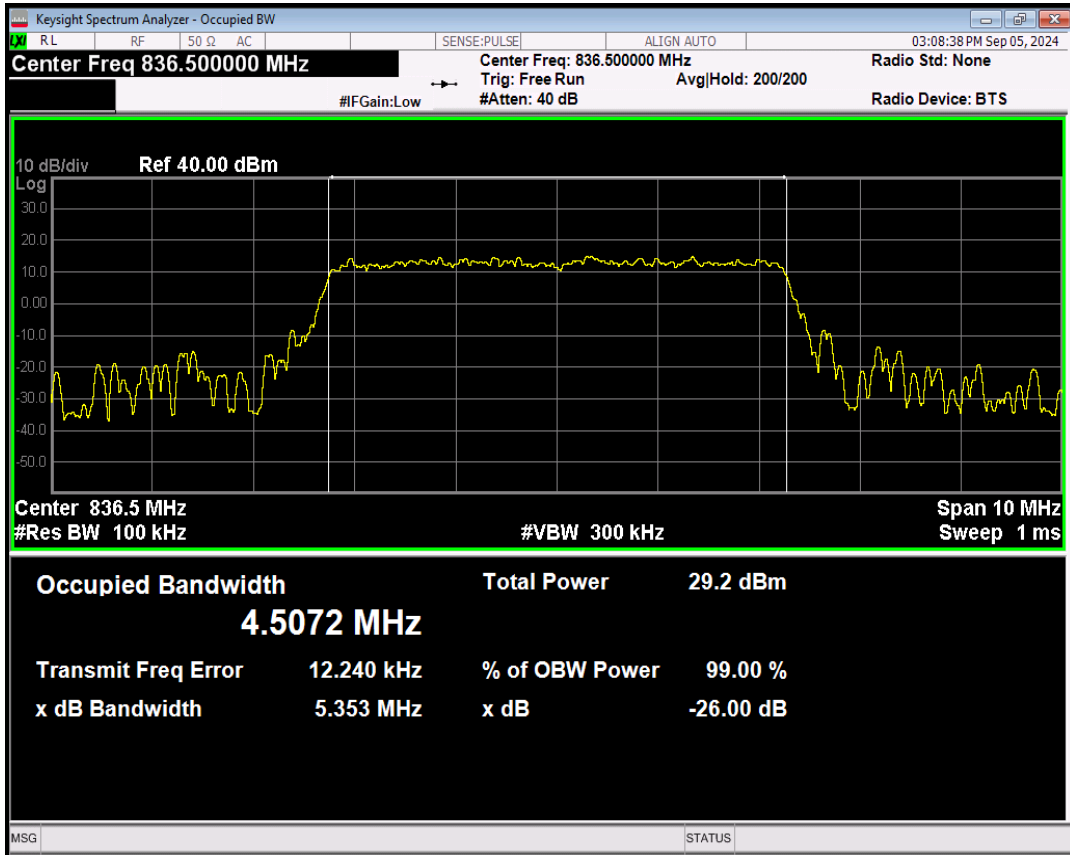 Keysight Spectrum Analyzer - Occupied BW
LXI RL RF 50 Ω AC SENSE:PULSE ALIGN AUTO 03:08:38 PM Sep 05, 2024
Center Freq 836.500000 MHz Center Freq: 836.500000 MHz Radio Std: None
Trig: Free Run Avg|Hold: 200/200
#IFGain:Low #Atten: 40 dB Radio Device: BTS
10 dB/div Ref 40.00 dBm
Log
30.0
20.0
10.0
0.00
-10.0
-20.0
-30.0
-40.0
-50.0
Center 836.5 MHz Span 10 MHz
#Res BW 100 kHz #VBW 300 kHz Sweep 1 ms
Occupied Bandwidth Total Power 29.2 dBm
4.5072 MHz
Transmit Freq Error 12.240 kHz % of OBW Power 99.00 %
x dB Bandwidth 5.353 MHz x dB -26.00 dB
MSG STATUS